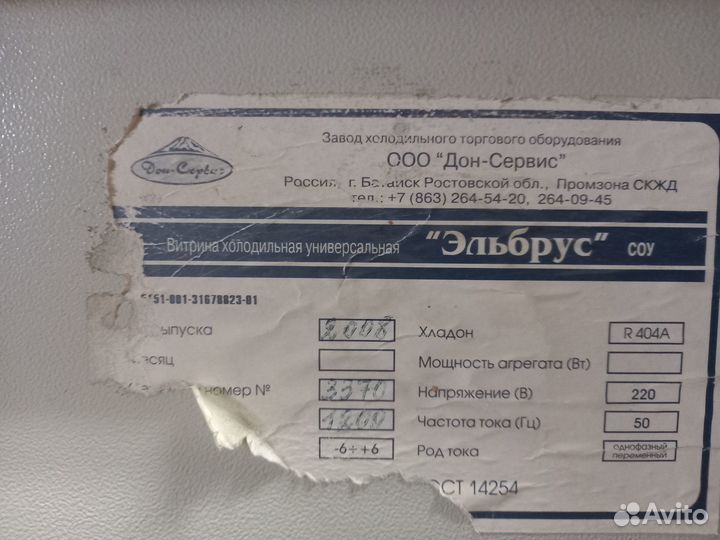 Дон-Сервис
Завод холодильного торгового оборудования
ООО "Дон-Сервис"
Россия, г. Батайск Ростовской обл., Промзона СКЖД
тел.: +7 (863) 264-54-20, 264-09-45
Витрина холодильная универсальная "Эльбрус" СОУ
5151-001-31678823-01
выпуска 2008 Хладон R 404A
месяц Мощность агрегата (Вт)
номер № 3370 Напряжение (В) 220
1200 Частота тока (Гц) 50
-6÷+6 Род тока однофазный переменный
ГОСТ 14254
Avito